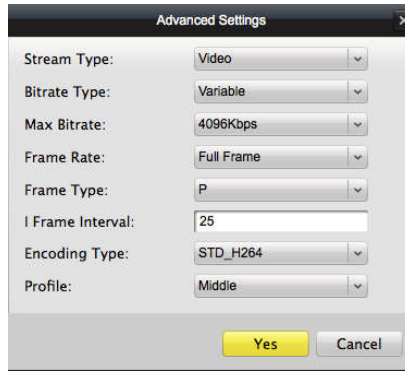 Advanced Settings
Stream Type: Video
Bitrate Type: Variable
Max Bitrate: 4096Kbps
Frame Rate: Full Frame
Frame Type: P
I Frame Interval: 25
Encoding Type: STD_H264
Profile: Middle
Yes Cancel